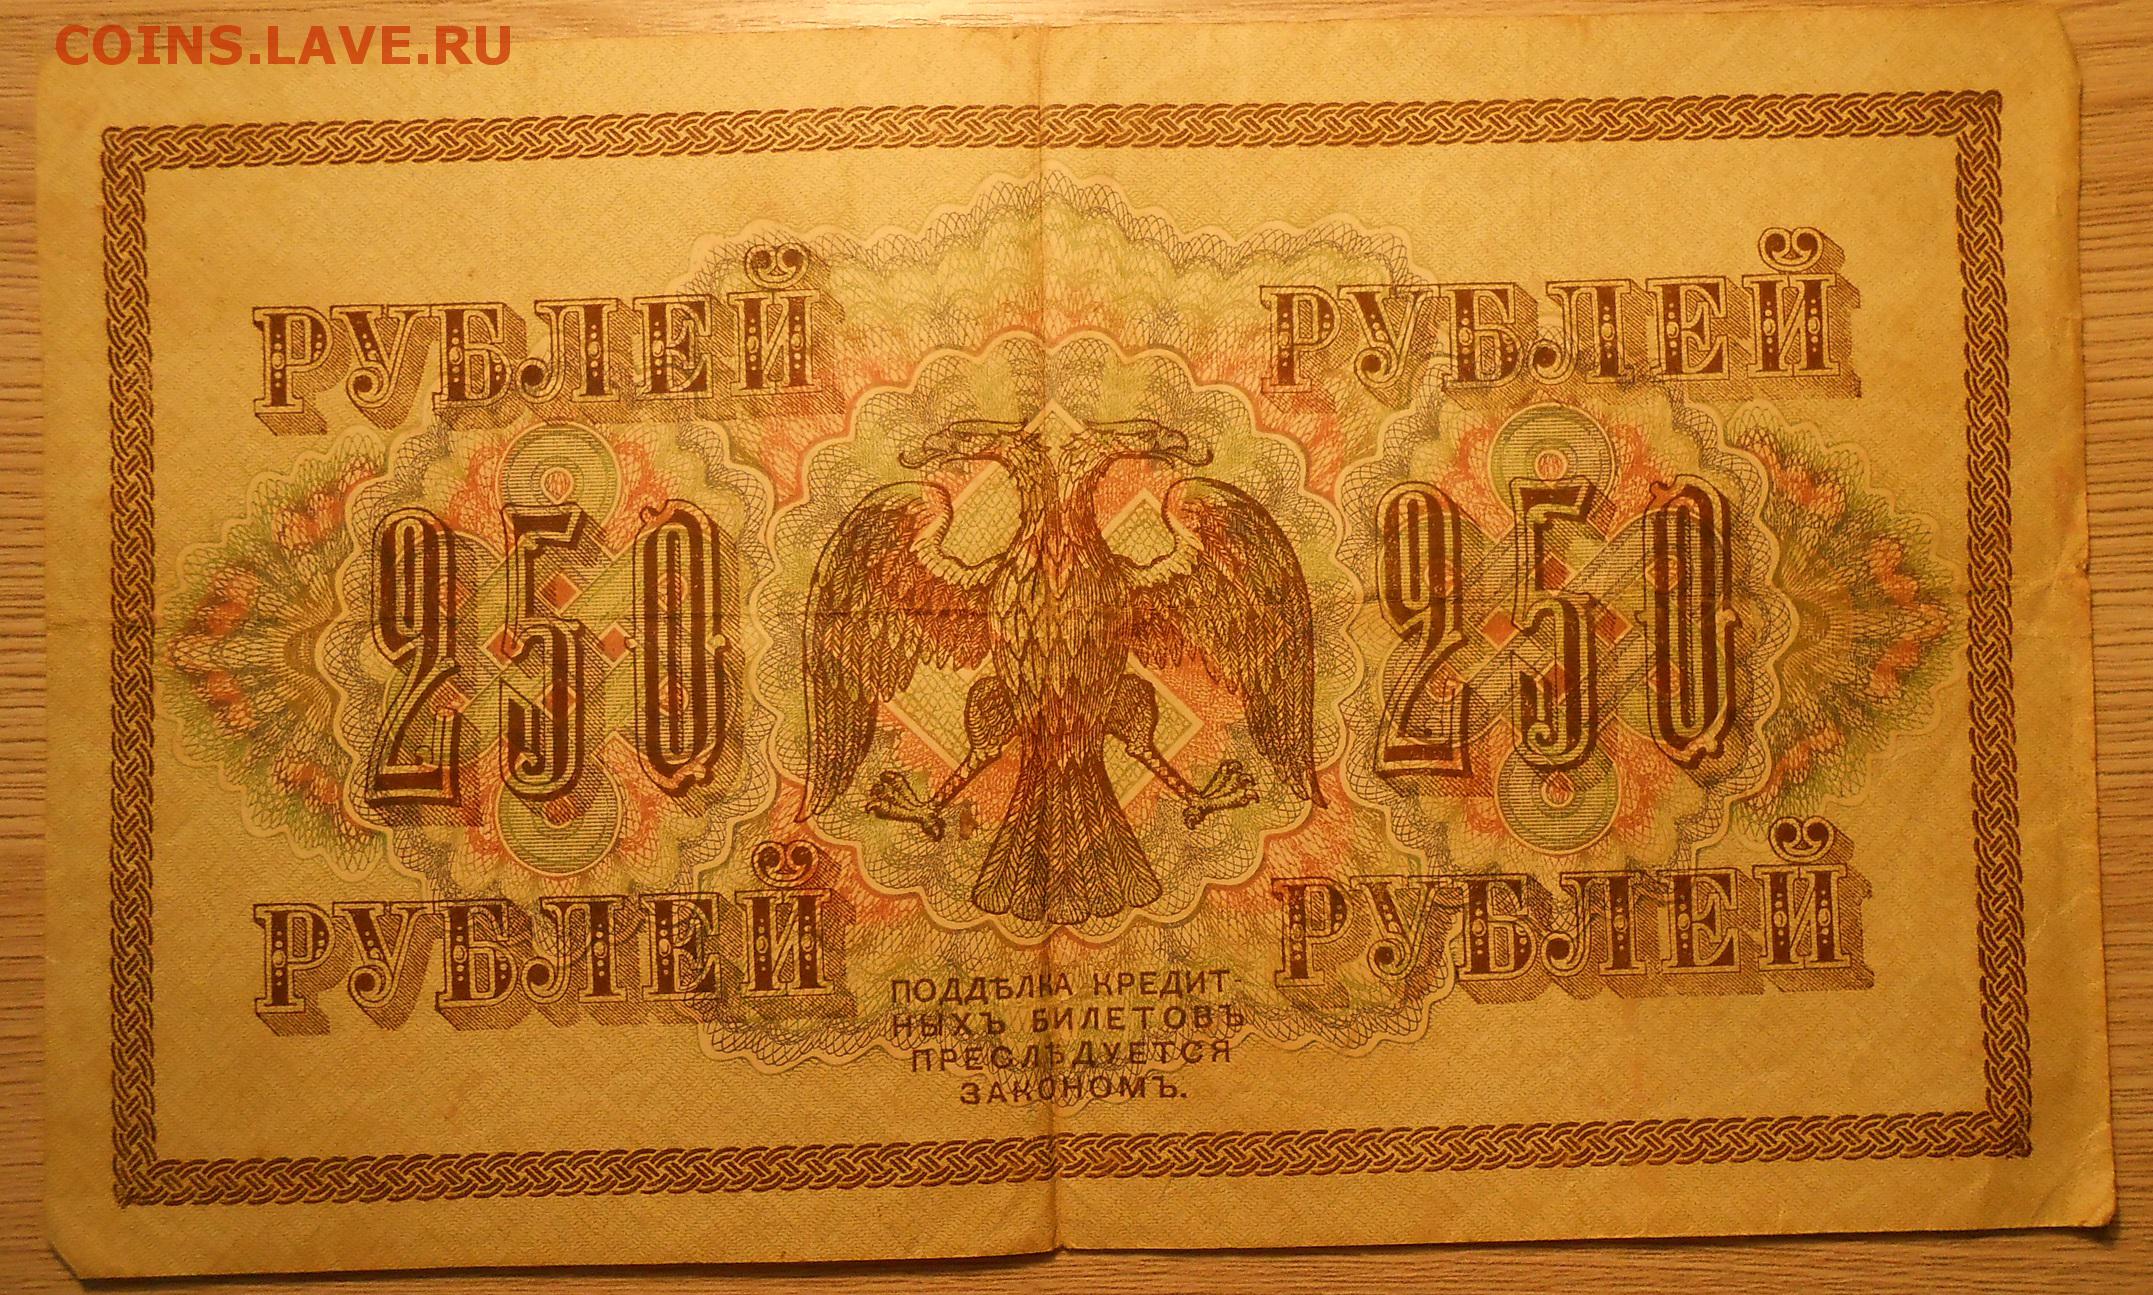 COINS.LAVE.RU
РУБЛЕЙ РУБЛЕЙ
250 250
РУБЛЕЙ РУБЛЕЙ
ПОДДѢЛКА КРЕДИТ-
НЫХЪ БИЛЕТОВЪ
ПРЕСЛѢДУЕТСЯ
ЗАКОНОМЪ.